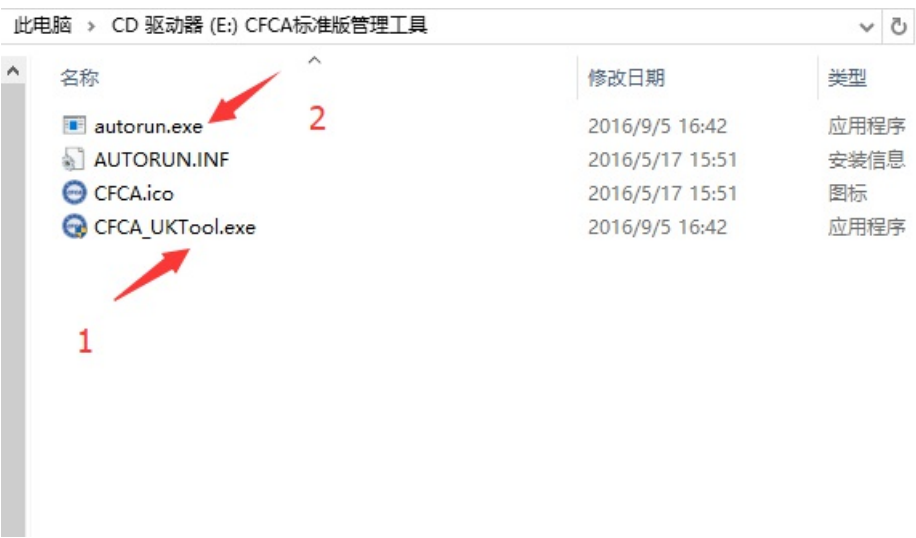 此电脑 > CD 驱动器 (E:) CFCA标准版管理工具
名称 修改日期 类型
autorun.exe 2016/9/5 16:42 应用程序
2
AUTORUN.INF 2016/5/17 15:51 安装信息
CFCA.ico 2016/5/17 15:51 图标
CFCA_UKTool.exe 2016/9/5 16:42 应用程序
1